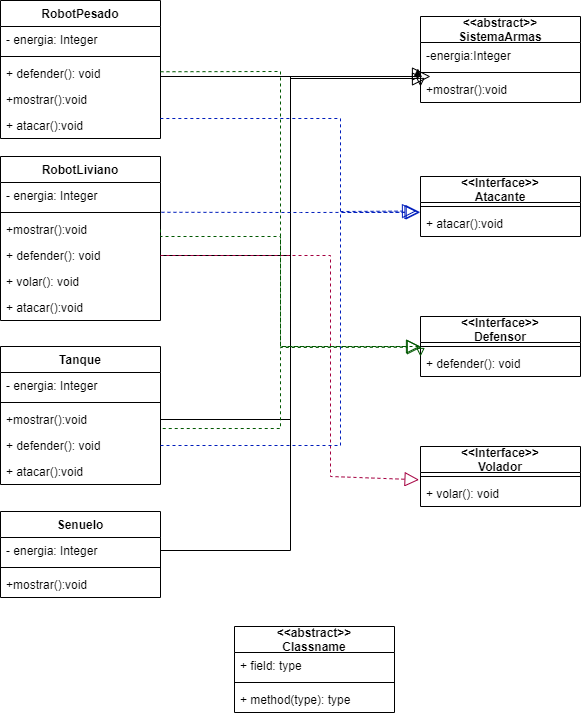 RobotPesado
- energia: Integer
+ defender(): void
+mostrar():void
+ atacar():void
RobotLiviano
- energia: Integer
+mostrar():void
+ defender(): void
+ volar(): void
+ atacar():void
Tanque
- energia: Integer
+mostrar():void
+ defender(): void
+ atacar():void
Senuelo
- energia: Integer
+mostrar():void
<<abstract>>
SistemaArmas
-energia:Integer
+mostrar():void
<<Interface>>
Atacante
+ atacar():void
<<Interface>>
Defensor
+ defender(): void
<<Interface>>
Volador
+ volar(): void
<<abstract>>
Classname
+ field: type
+ method(type): type